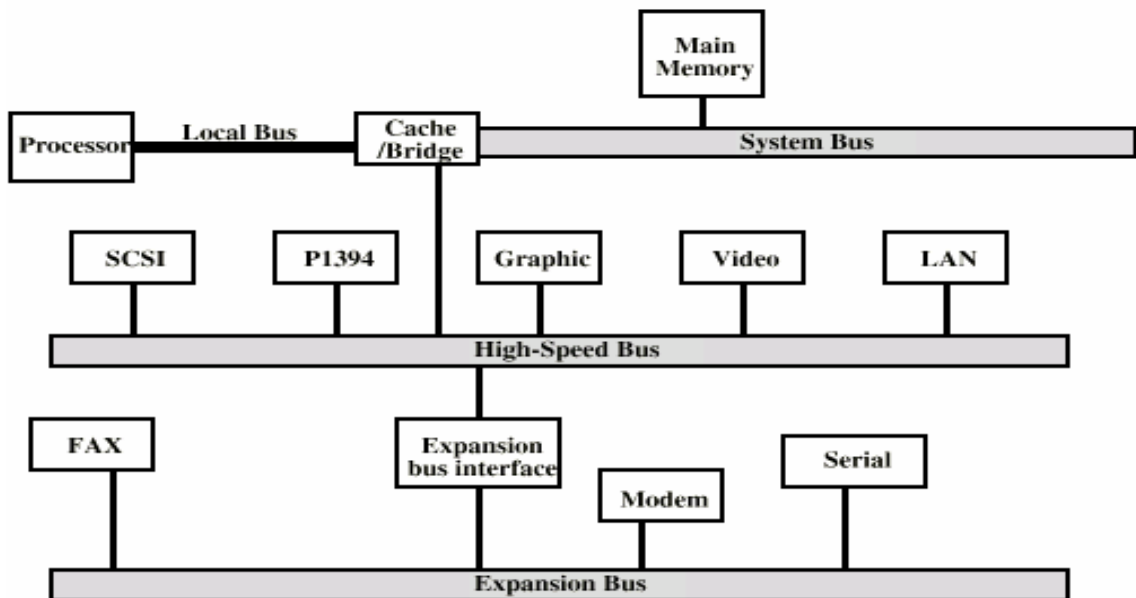 Main
Memory
Local Bus
Processor
Cache
/Bridge
System Bus
SCSI
P1394
Graphic
Video
LAN
High-Speed Bus
FAX
Expansion
bus interface
Serial
Modem
Expansion Bus